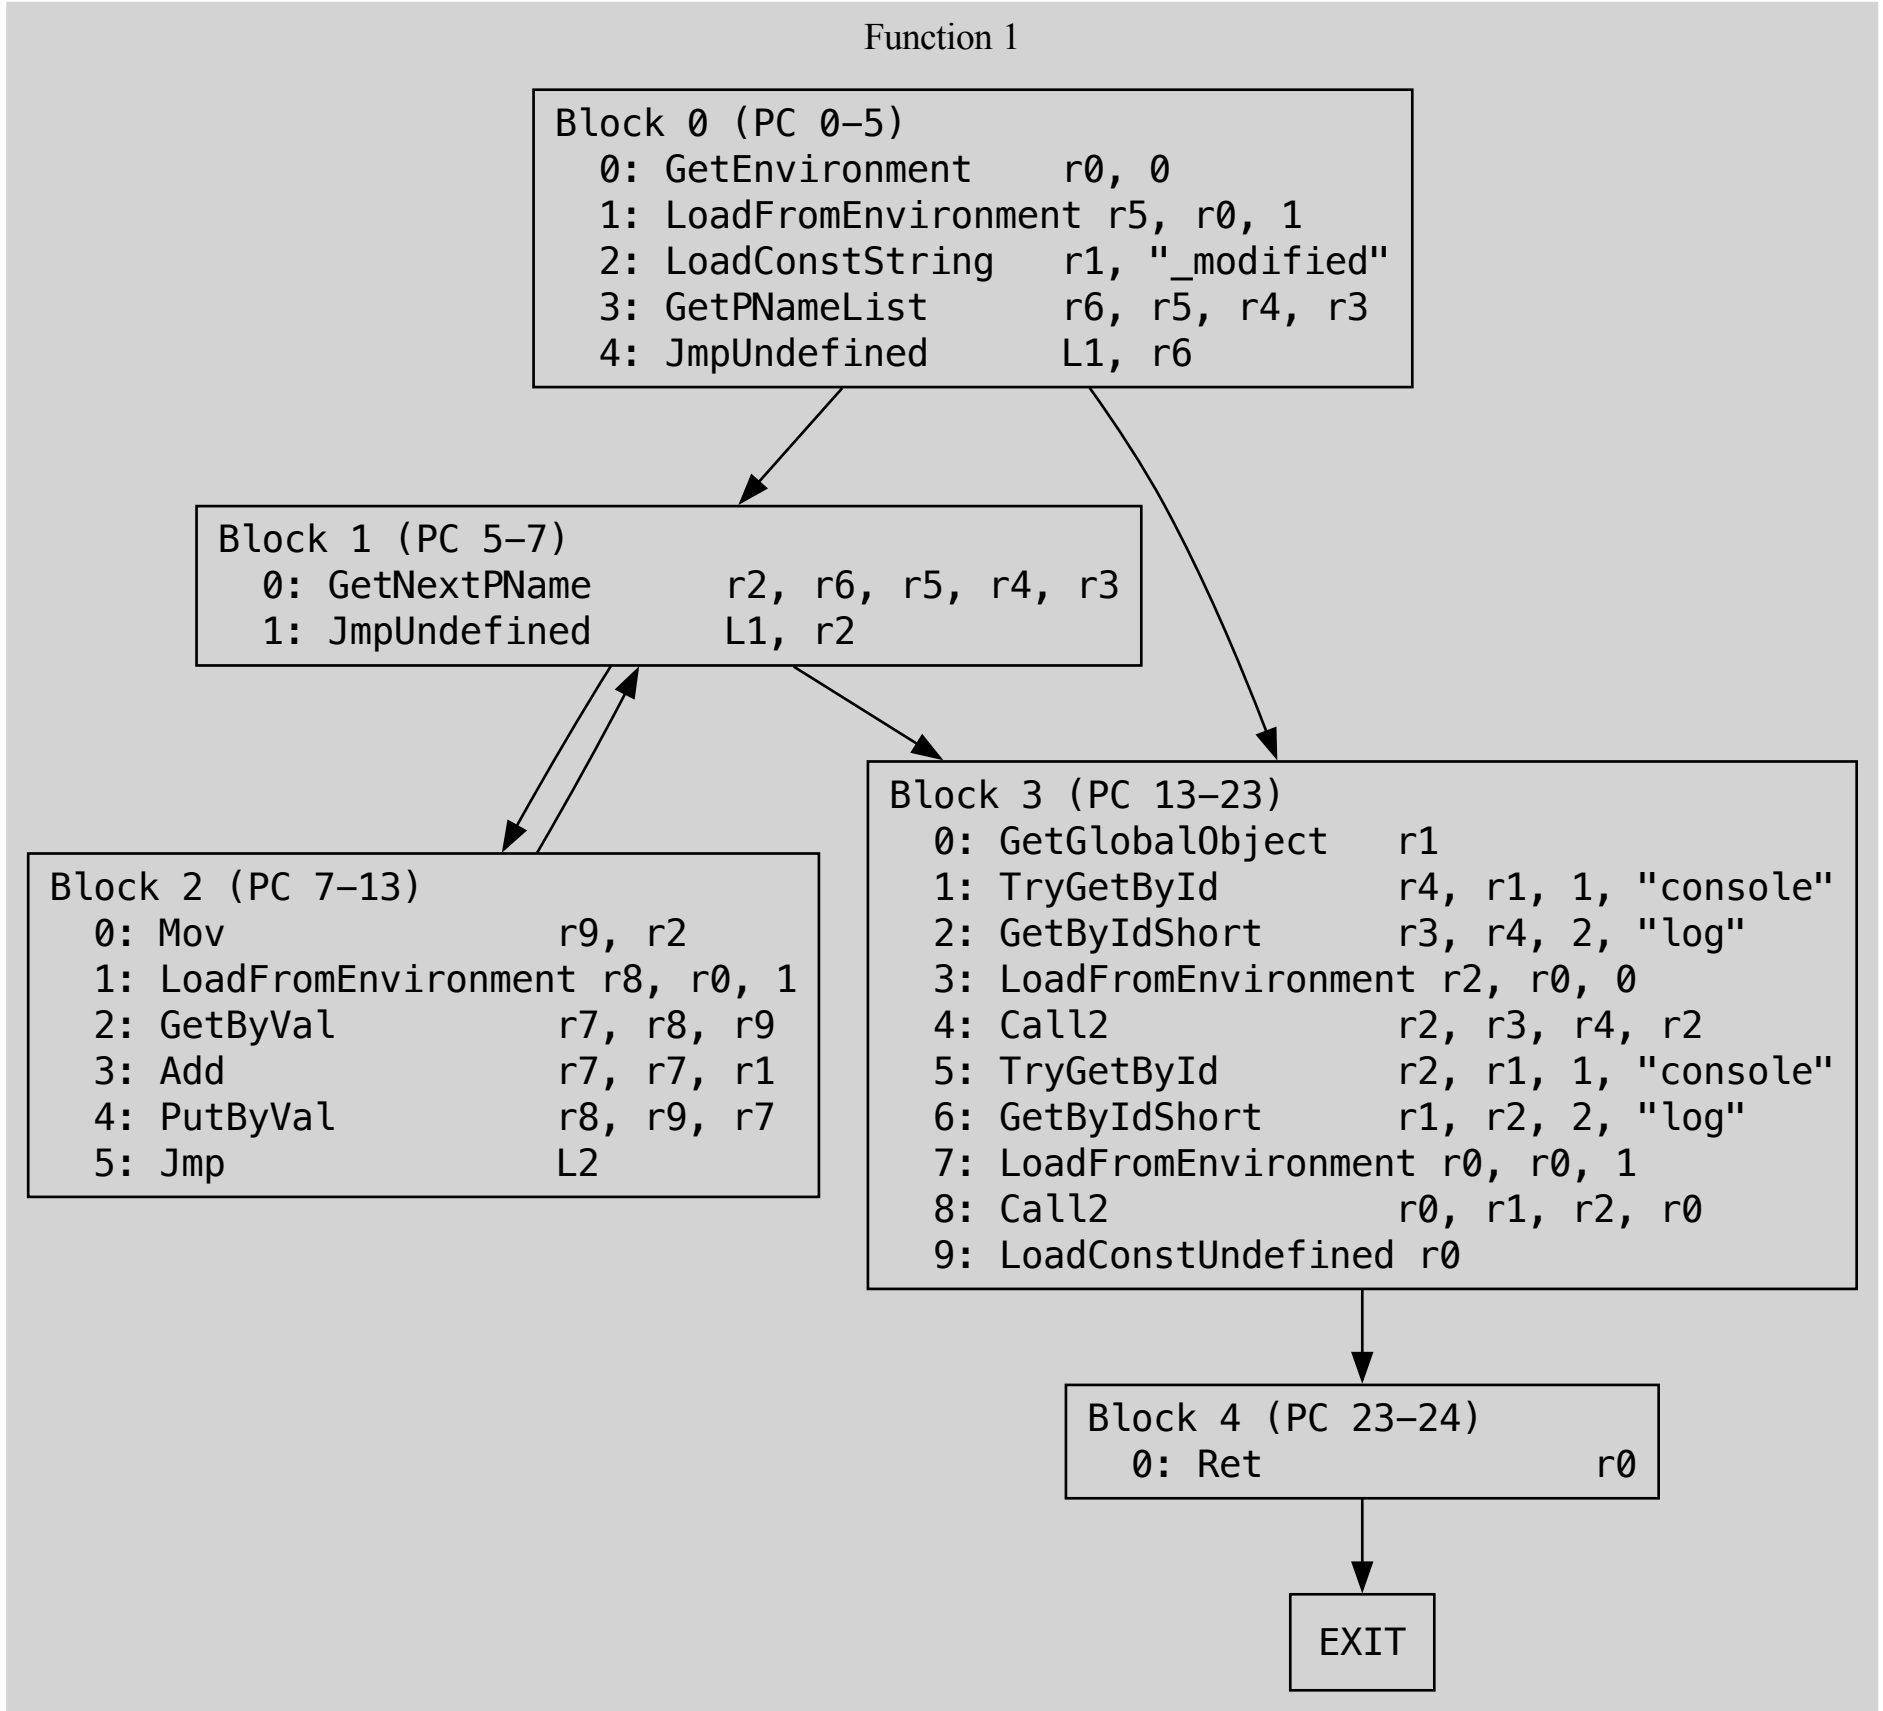 Function 1
Block 0 (PC 0–5)
0: GetEnvironment r0, 0
1: LoadFromEnvironment r5, r0, 1
2: LoadConstString r1, "_modified"
3: GetPNameList r6, r5, r4, r3
4: JmpUndefined L1, r6
Block 1 (PC 5–7)
0: GetNextPName r2, r6, r5, r4, r3
1: JmpUndefined L1, r2
Block 2 (PC 7–13)
0: Mov r9, r2
1: LoadFromEnvironment r8, r0, 1
2: GetByVal r7, r8, r9
3: Add r7, r7, r1
4: PutByVal r8, r9, r7
5: Jmp L2
Block 3 (PC 13–23)
0: GetGlobalObject r1
1: TryGetById r4, r1, 1, "console"
2: GetByIdShort r3, r4, 2, "log"
3: LoadFromEnvironment r2, r0, 0
4: Call2 r2, r3, r4, r2
5: TryGetById r2, r1, 1, "console"
6: GetByIdShort r1, r2, 2, "log"
7: LoadFromEnvironment r0, r0, 1
8: Call2 r0, r1, r2, r0
9: LoadConstUndefined r0
Block 4 (PC 23–24)
0: Ret r0
EXIT